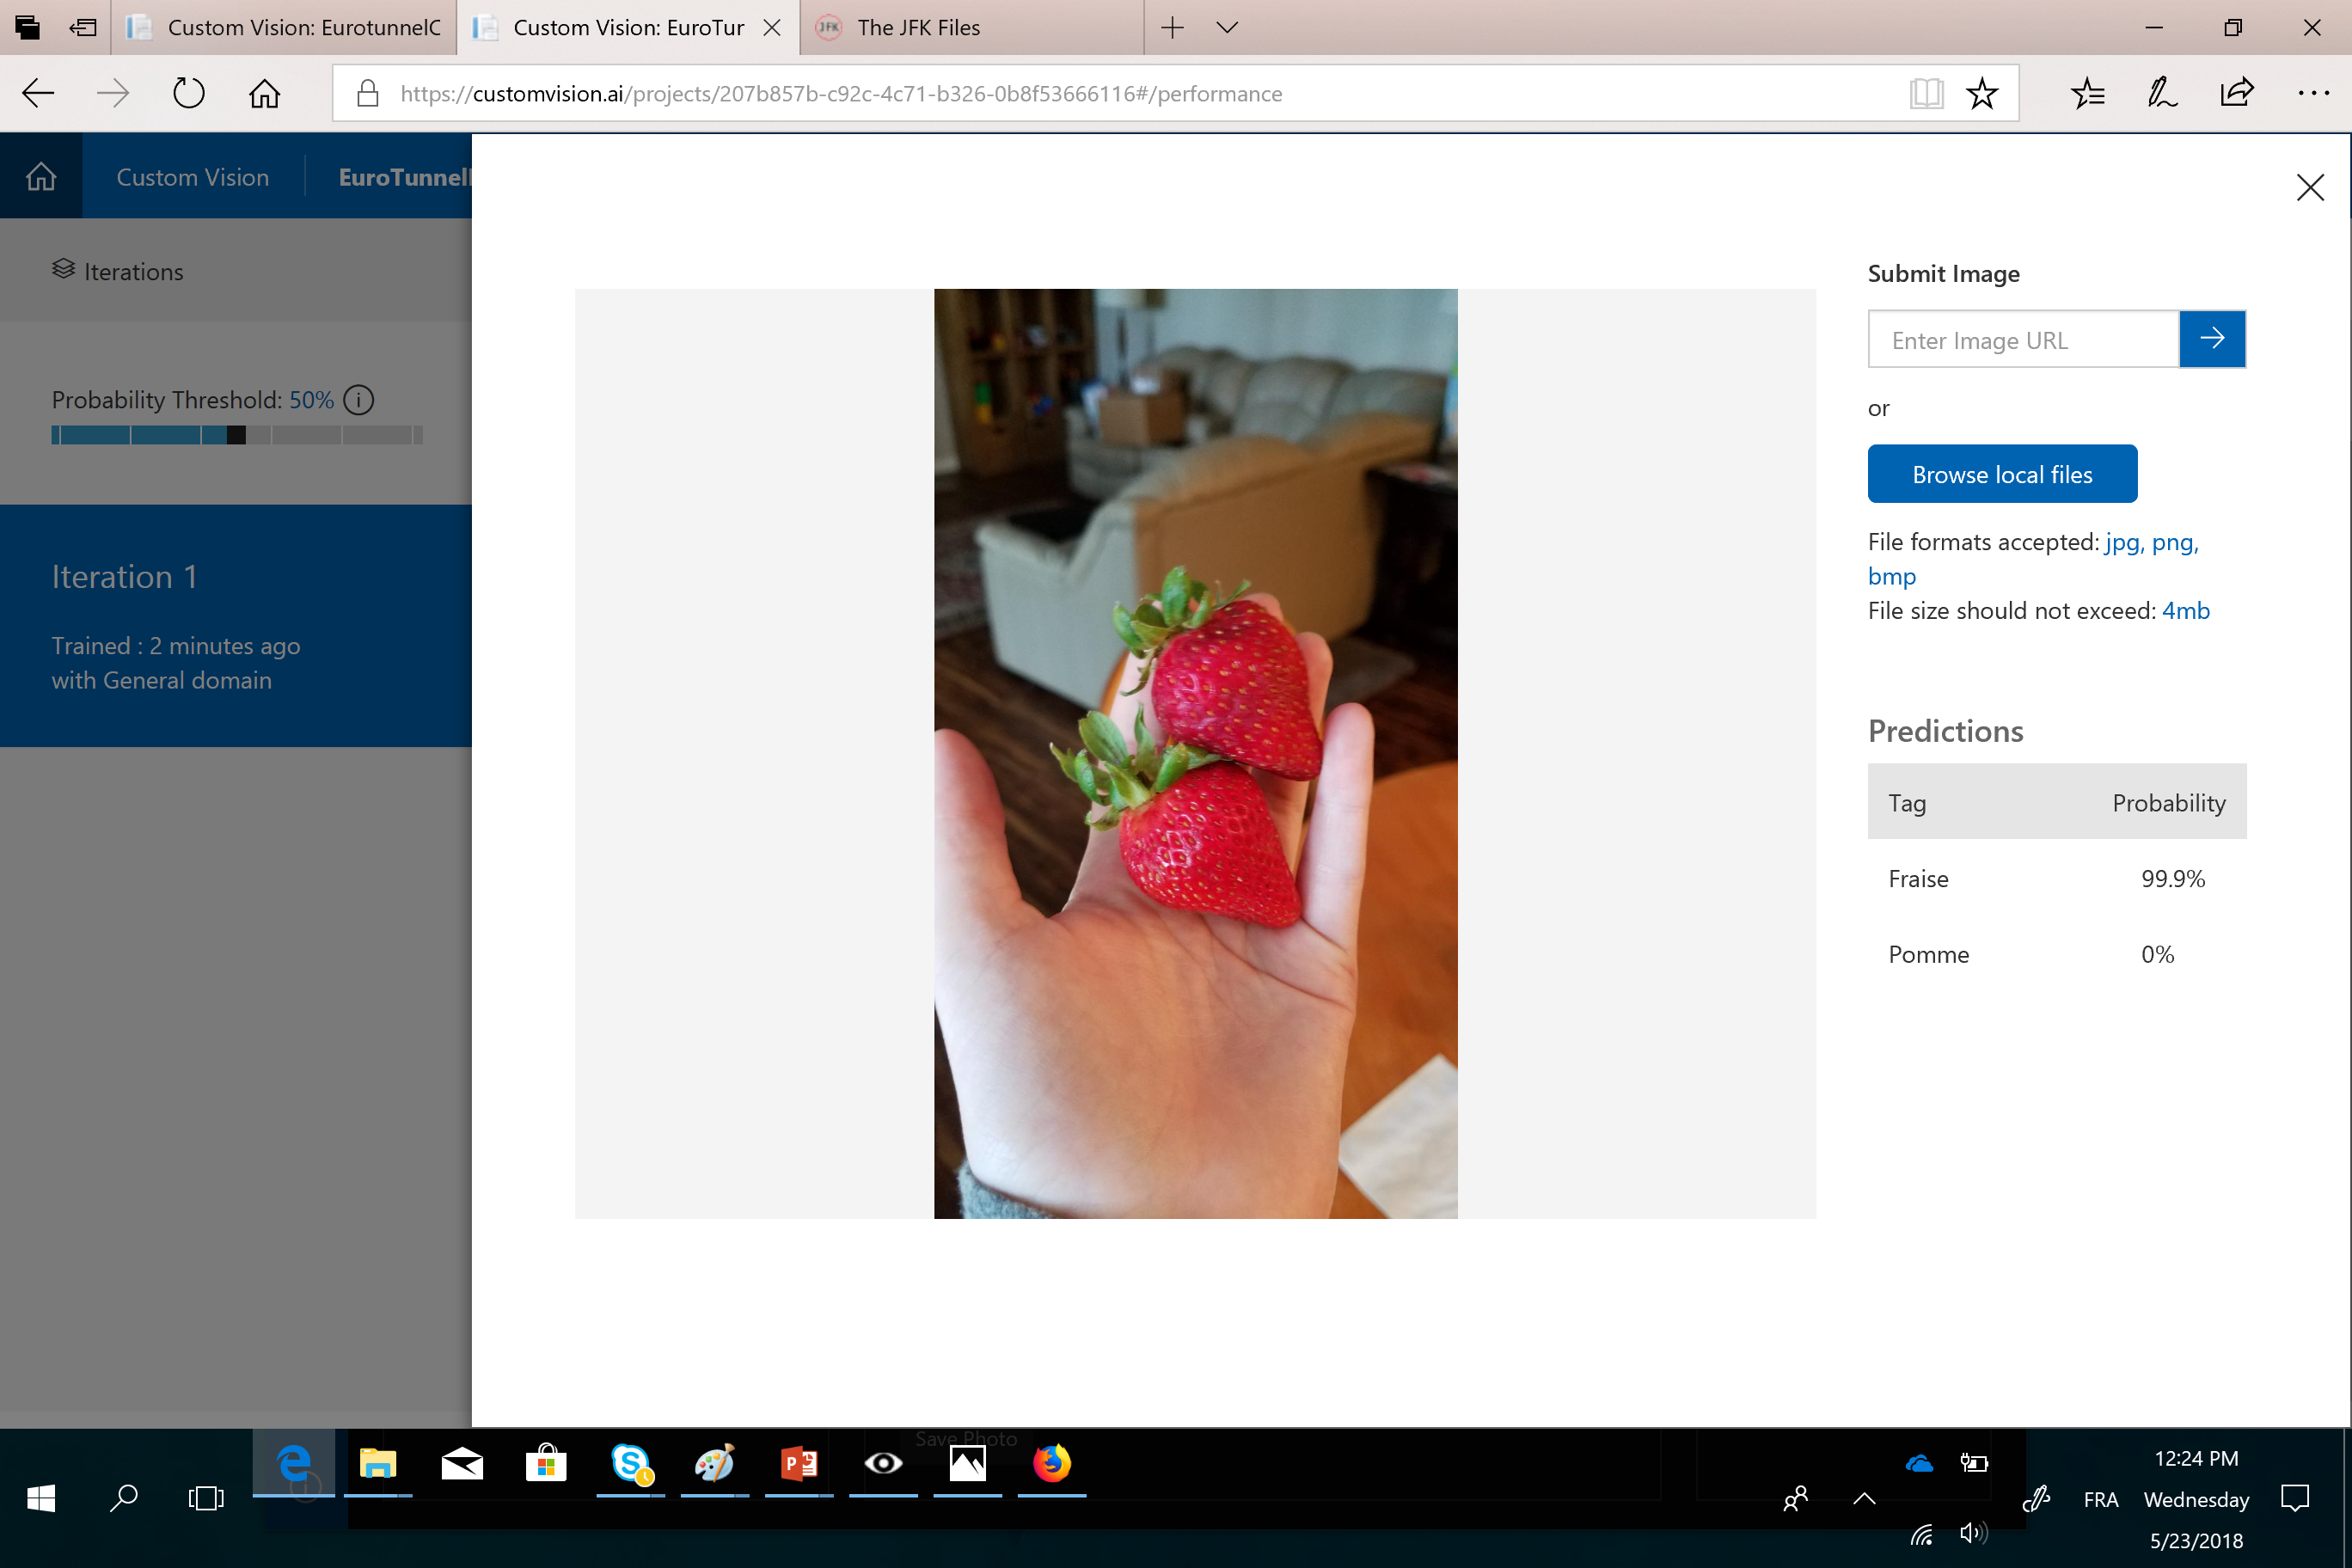 Custom Vision: EurotunnelC
Custom Vision: EuroTur
JFK
The JFK Files
https://customvision.ai/projects/207b857b-c92c-4c71-b326-0b8f53666116#/performance
Custom Vision
EuroTunnel
Iterations
Probability Threshold: 50%
Iteration 1
Trained : 2 minutes ago
with General domain
Submit Image
Enter Image URL
or
Browse local files
File formats accepted: jpg, png,
bmp
File size should not exceed: 4mb
Predictions
Tag Probability
Fraise 99.9%
Pomme 0%
Save Photo
12:24 PM
FRA Wednesday
5/23/2018